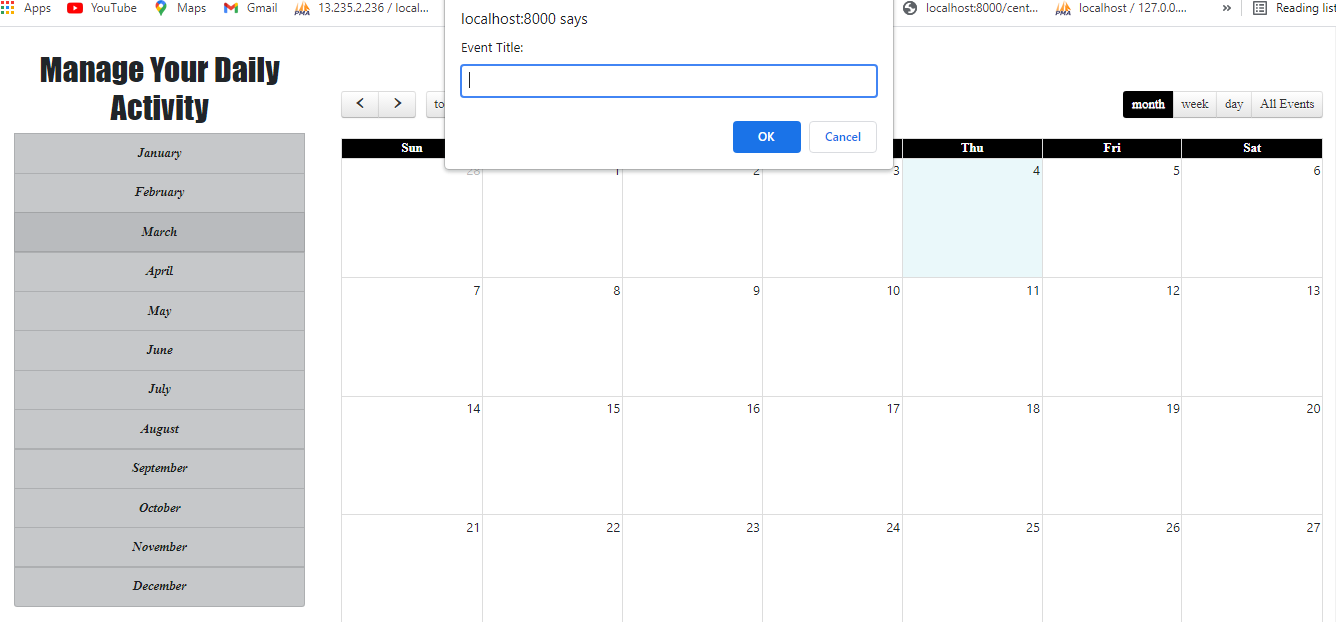 Apps YouTube Maps Gmail 13.235.2.236 / local... localhost:8000/cent... localhost / 127.0.0.... » Reading list
localhost:8000 says
Event Title:
OK Cancel
Manage Your Daily
Activity
January
February
March
April
May
June
July
August
September
October
November
December
to
month week day All Events
Sun Thu Fri Sat
28 1 2 3 4 5 6
7 8 9 10 11 12 13
14 15 16 17 18 19 20
21 22 23 24 25 26 27